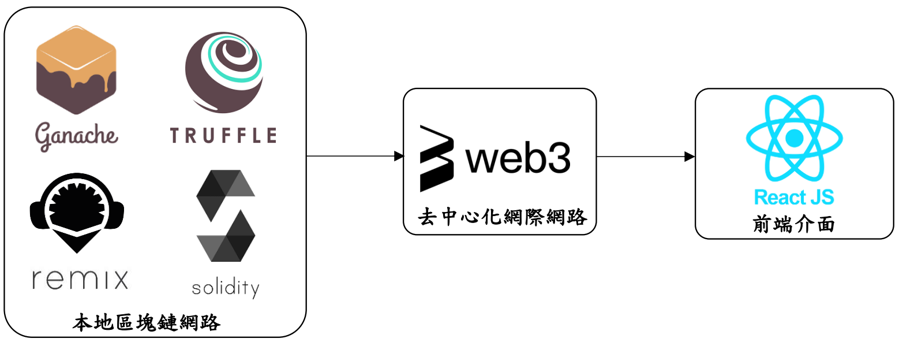 Ganache
TRUFFLE
remix
solidity
本地區塊鏈網路
web3
去中心化網際網路
React JS
前端介面